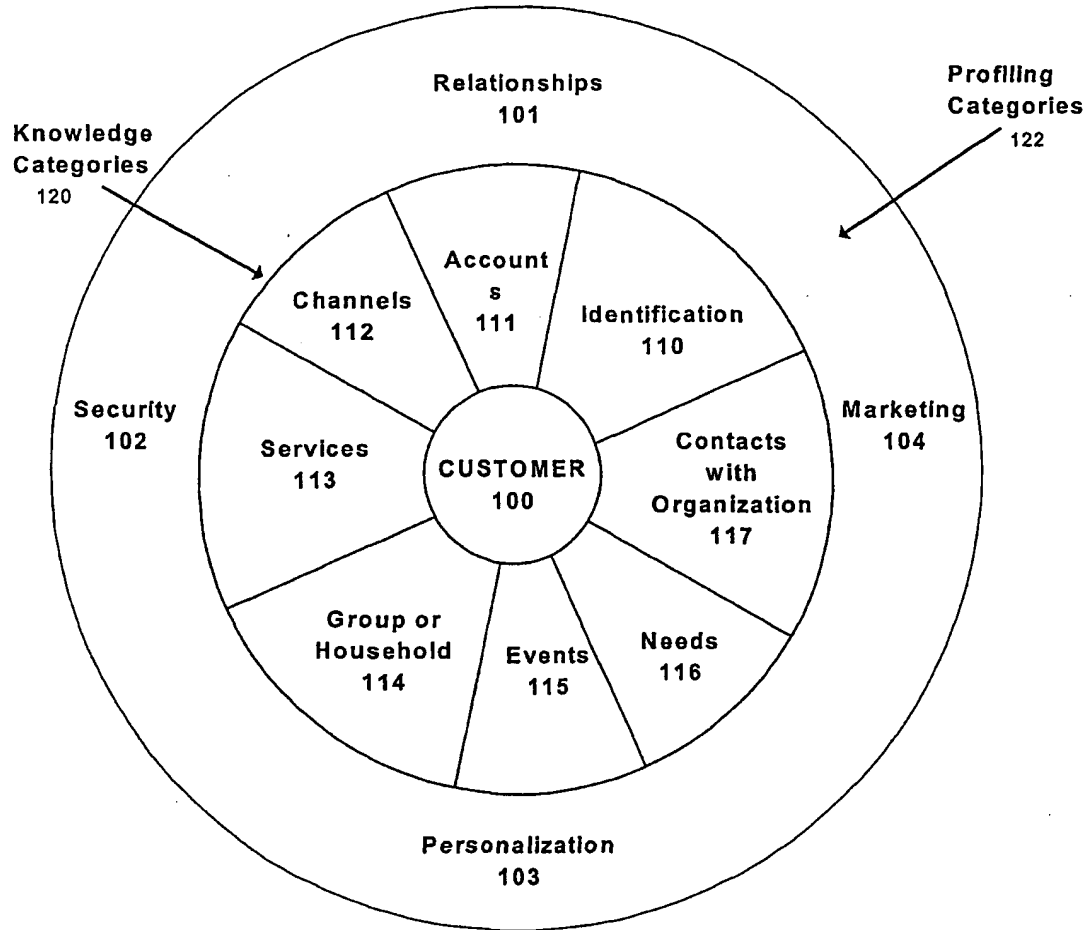 Relationships
101
Profiling
Categories
122
Knowledge
Categories
120
Account
s
111
Channels
112
Identification
110
Security
102
Marketing
104
Services
113
CUSTOMER
100
Contacts
with
Organization
117
Group or
Household
114
Events
115
Needs
116
Personalization
103